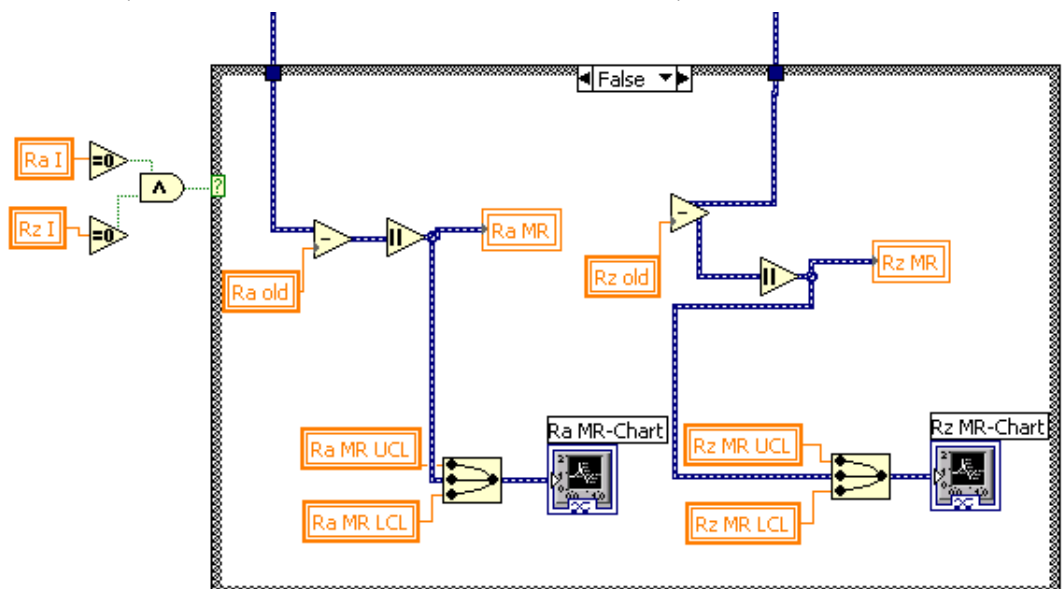 False
Ra I
=0
Rz I
=0
Ra MR
Ra old
Rz old
Rz MR
Ra MR UCL
Ra MR-Chart
Ra MR LCL
Rz MR UCL
Rz MR-Chart
Rz MR LCL